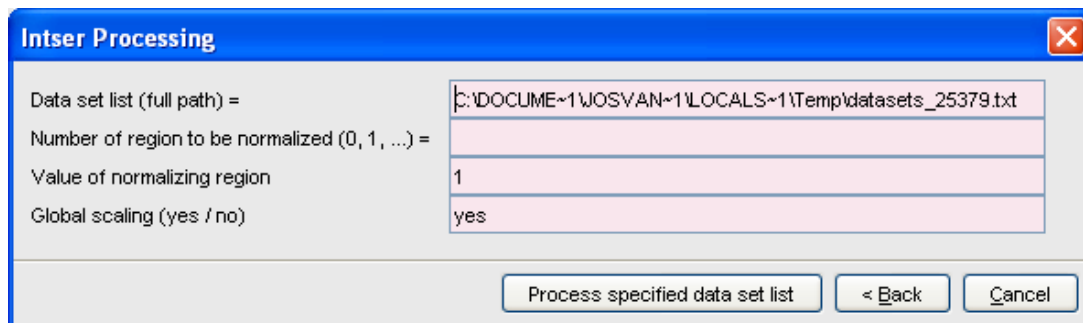 Intser Processing
Data set list (full path) = C:\DOCUME~1\JOSVAN~1\LOCALS~1\Temp\datasets_25379.txt
Number of region to be normalized (0, 1, ...) =
Value of normalizing region 1
Global scaling (yes / no) yes
Process specified data set list < Back Cancel